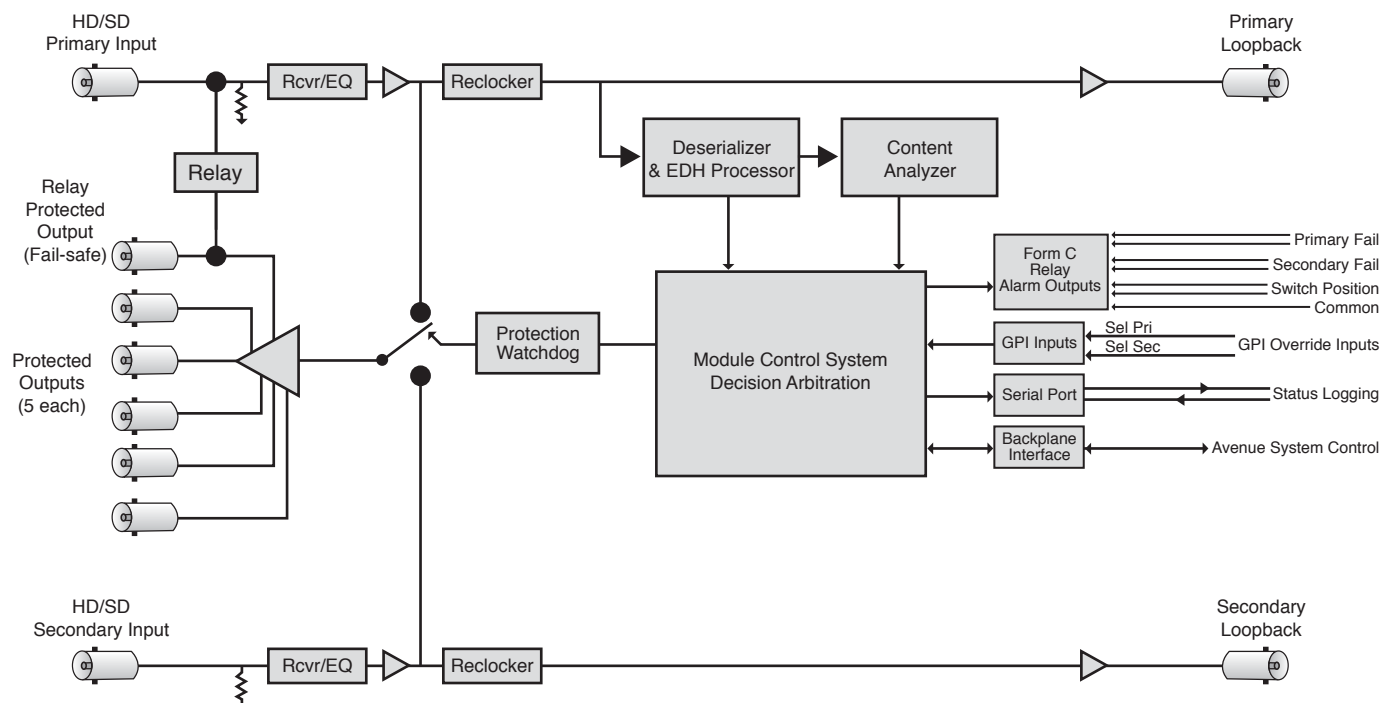 HD/SD
Primary Input
Primary
Loopback
Rcvr/EQ
Reclocker
Deserializer
& EDH Processor
Content
Analyzer
Relay
Relay
Protected
Output
(Fail-safe)
Form C
Relay
Alarm Outputs
Primary Fail
Secondary Fail
Switch Position
Common
Protection
Watchdog
Module Control System
Decision Arbitration
GPI Inputs
Sel Pri
Sel Sec
GPI Override Inputs
Protected
Outputs
(5 each)
Serial Port
Status Logging
Backplane
Interface
Avenue System Control
HD/SD
Secondary Input
Secondary
Loopback
Rcvr/EQ
Reclocker